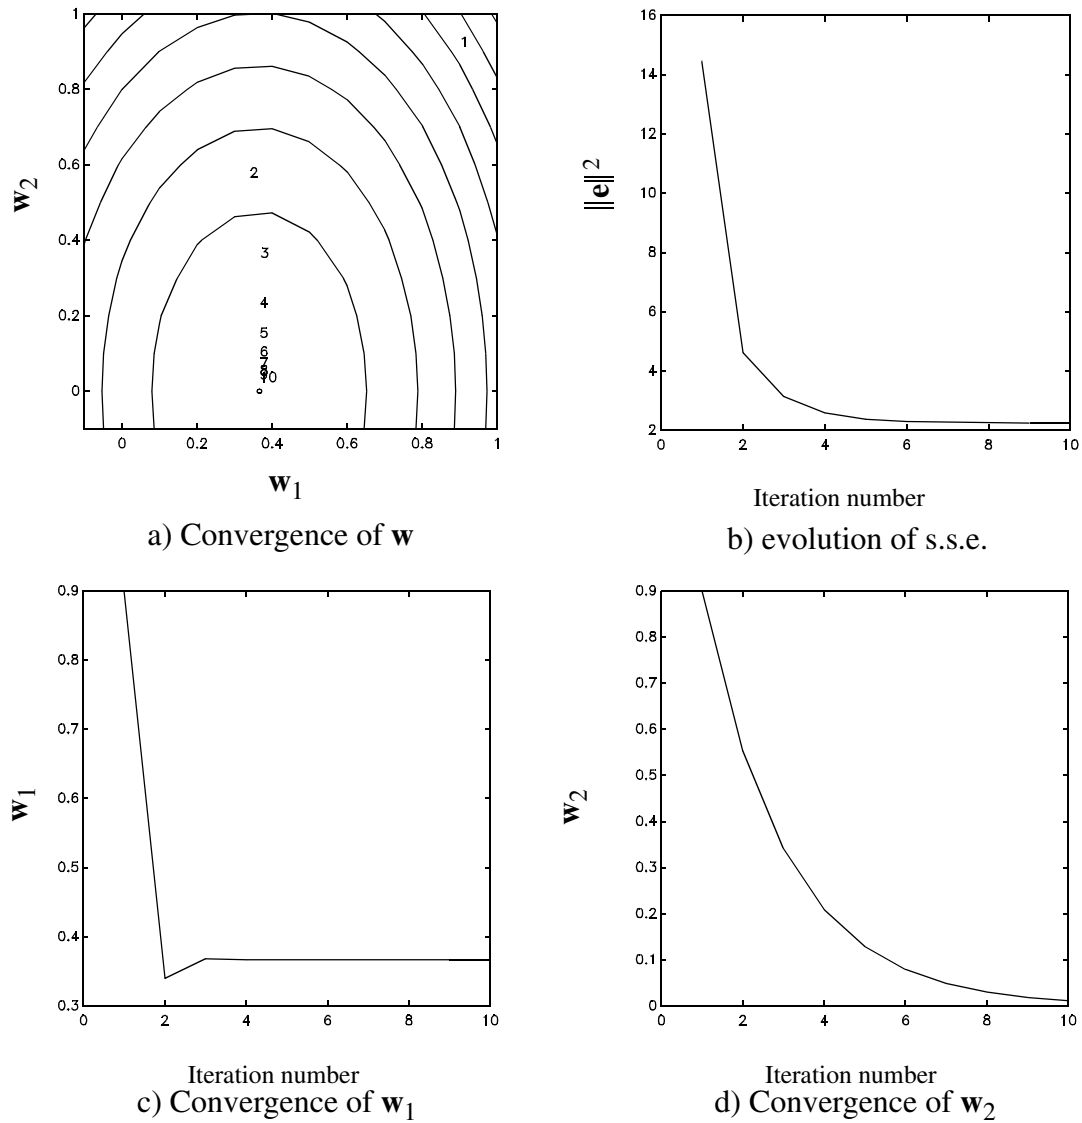 1
0.8
0.6
0.4
0.2
0
0 0.2 0.4 0.6 0.8 1
1
2
3
4
5
6
7
8
9
10
w2
w1
a) Convergence of w
16
14
12
10
8
6
4
2
0 2 4 6 8 10
||e||2
Iteration number
b) evolution of s.s.e.
0.9
0.8
0.7
0.6
0.5
0.4
0.3
0 2 4 6 8 10
w1
Iteration number
c) Convergence of w1
0.9
0.8
0.7
0.6
0.5
0.4
0.3
0.2
0.1
0
0 2 4 6 8 10
w2
Iteration number
d) Convergence of w2